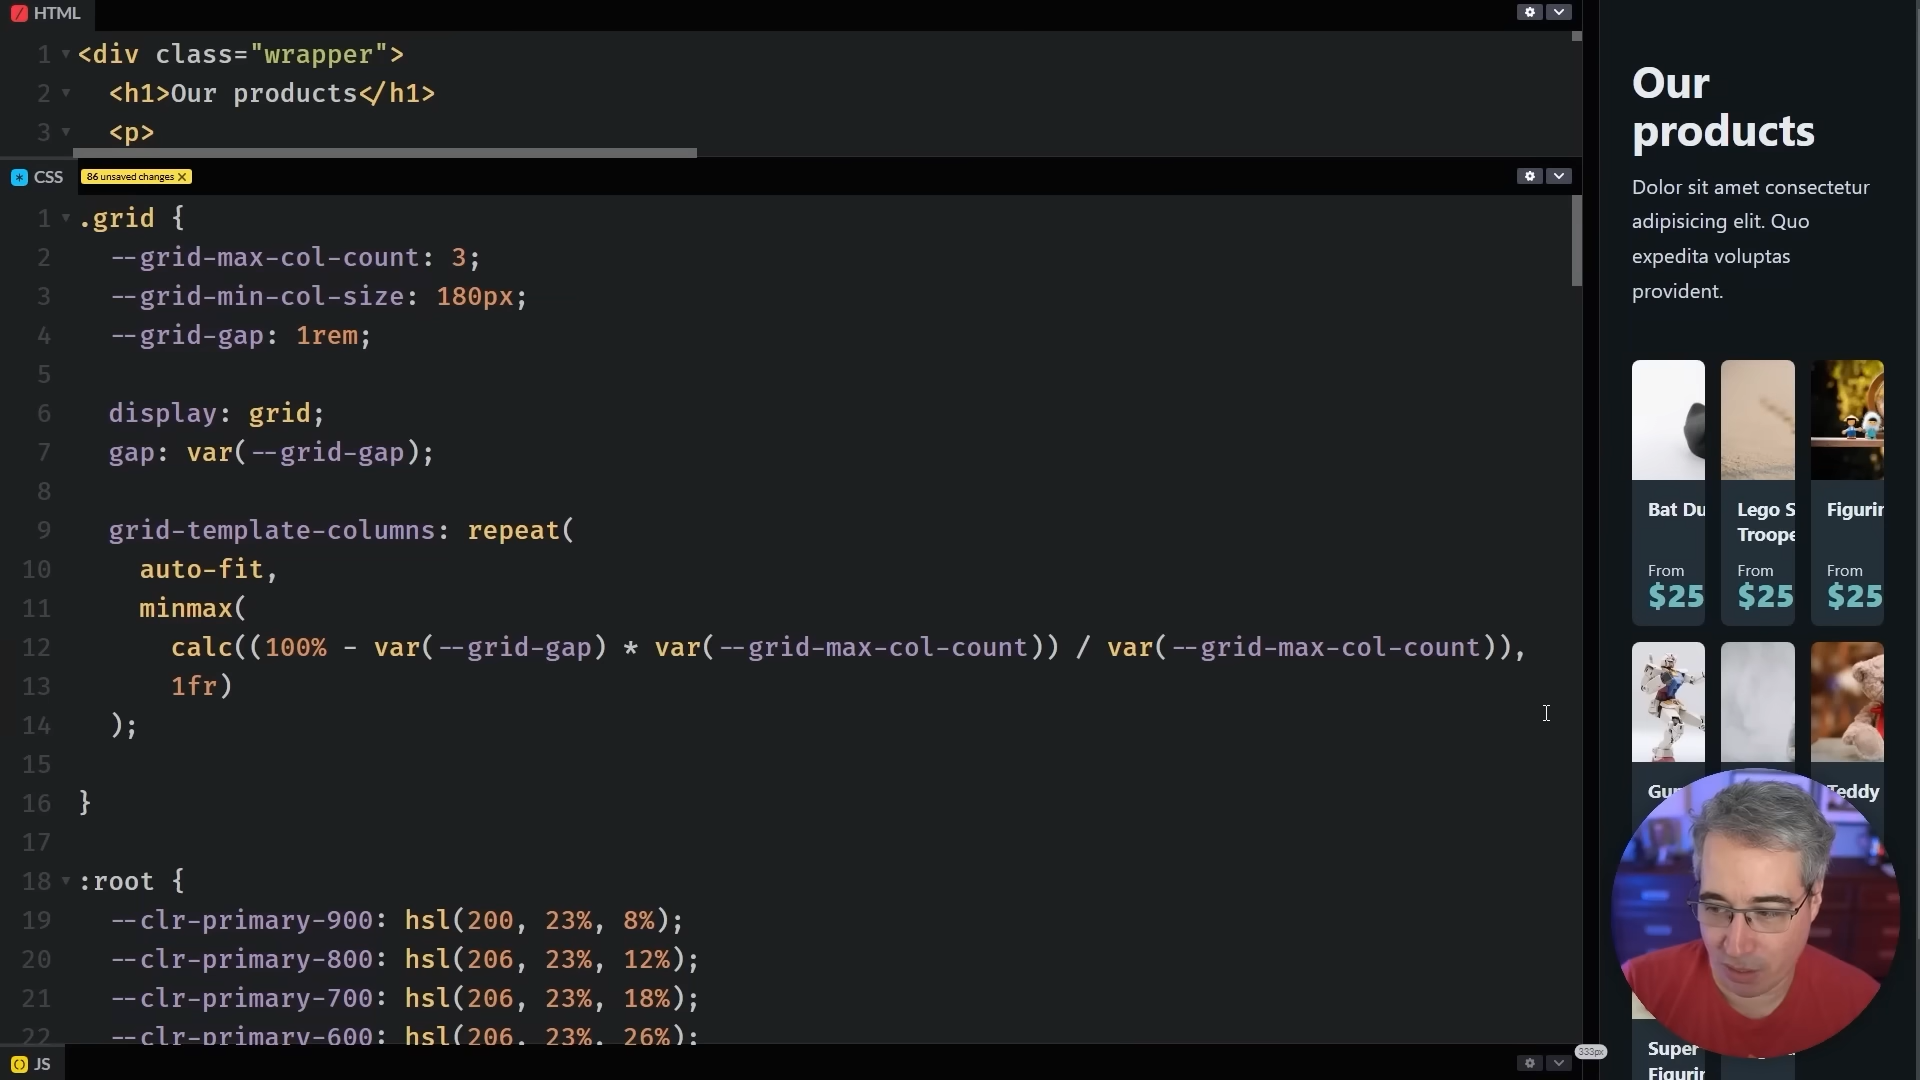 HTML
1 <div class="wrapper">
2 <h1>Our products</h1>
3 <p>
CSS 86 unsaved changes
1 .grid {
2 --grid-max-col-count: 3;
3 --grid-min-col-size: 180px;
4 --grid-gap: 1rem;
5
6 display: grid;
7 gap: var(--grid-gap);
8
9 grid-template-columns: repeat(
10 auto-fit,
11 minmax(
12 calc((100% - var(--grid-gap) * var(--grid-max-col-count)) / var(--grid-max-col-count)),
13 1fr)
14 );
15
16 }
17
18 :root {
19 --clr-primary-900: hsl(200, 23%, 8%);
20 --clr-primary-800: hsl(206, 23%, 12%);
21 --clr-primary-700: hsl(206, 23%, 18%);
22 --clr-primary-600: hsl(206, 23%, 26%);
JS
333px
Our
products
Dolor sit amet consectetur
adipisicing elit. Quo
expedita voluptas
provident.
Bat Du
From
$25
Lego S
Troope
From
$25
Figurin
From
$25
Gun
Teddy
Super
Figurin